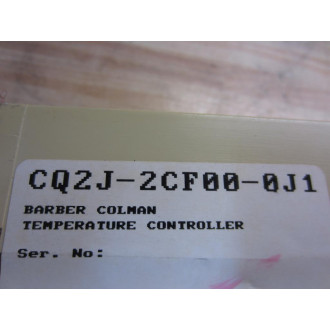 CQ2J-2CF00-0J1
BARBER COLMAN
TEMPERATURE CONTROLLER
Ser. No: